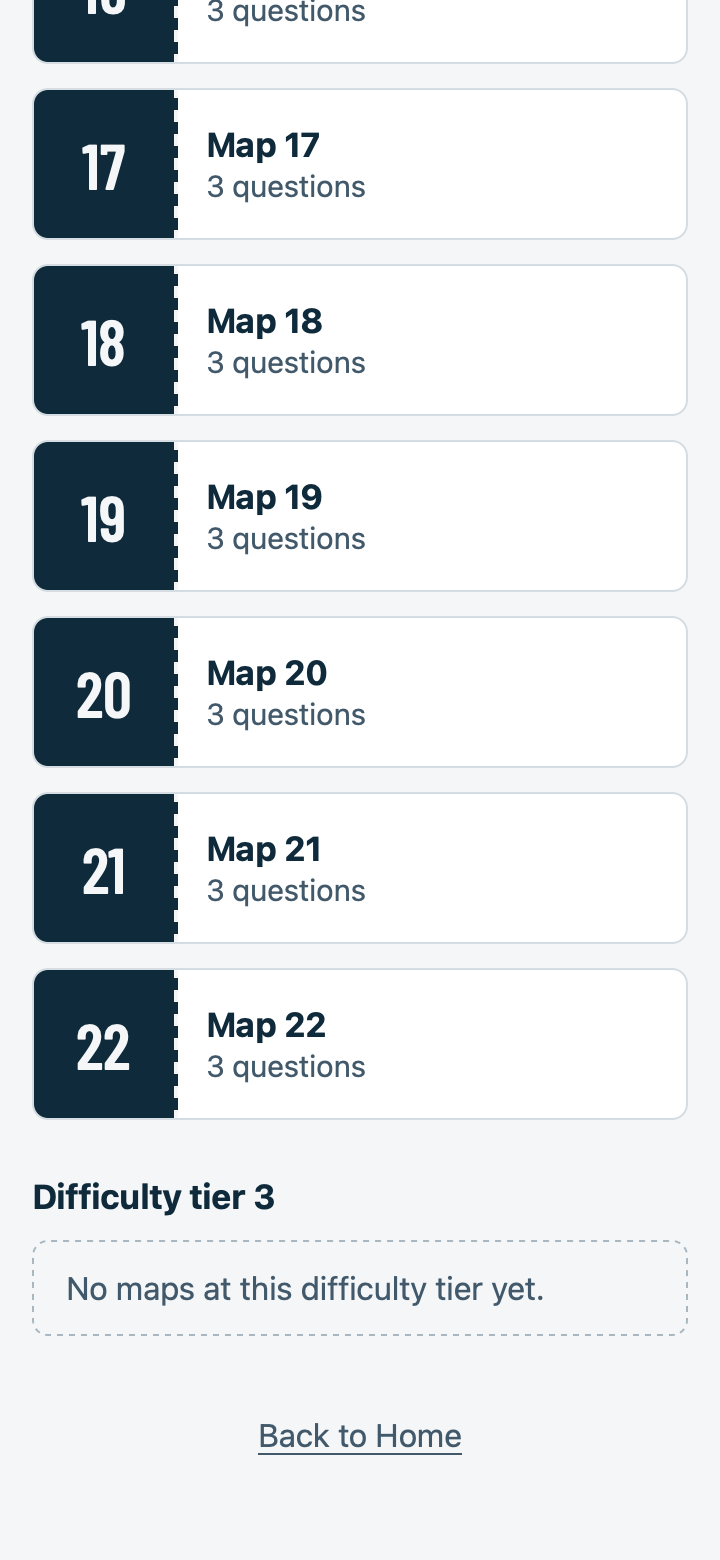 3 questions
17
Map 17
3 questions
18
Map 18
3 questions
19
Map 19
3 questions
20
Map 20
3 questions
21
Map 21
3 questions
22
Map 22
3 questions
Difficulty tier 3
No maps at this difficulty tier yet.
Back to Home